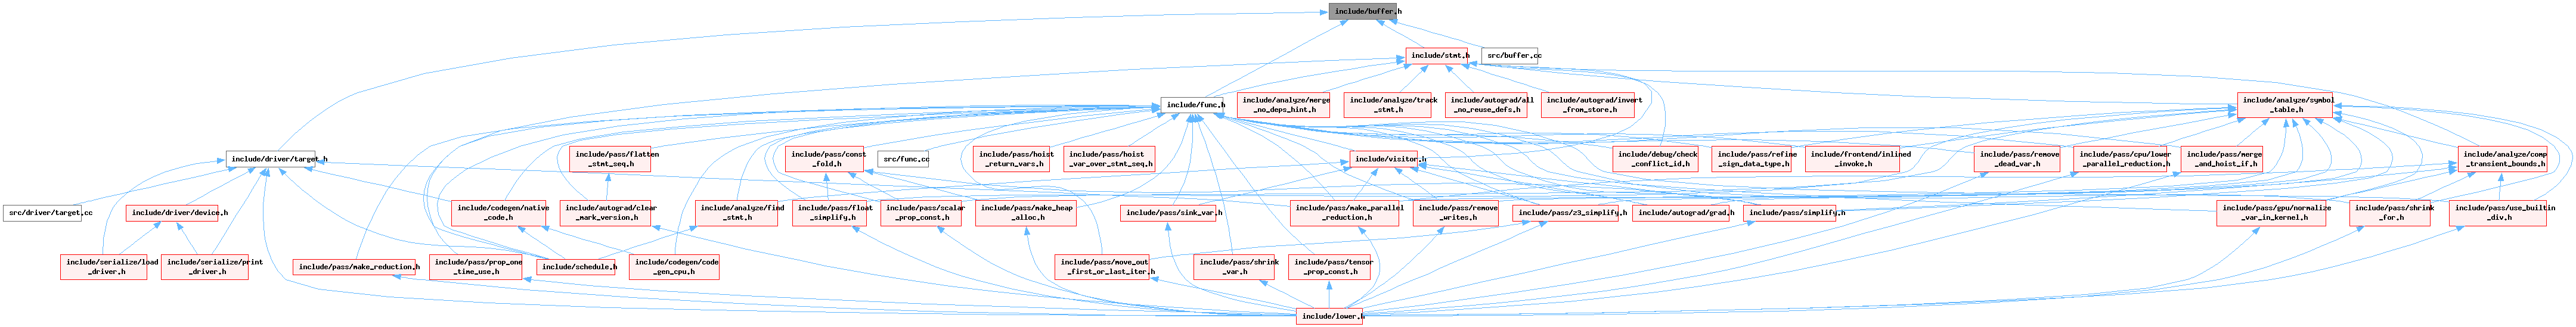 include/buffer.h
include/stmt.h
src/buffer.cc
include/func.h
include/analyze/merge
_no_deps_hint.h
include/analyze/track
_stmt.h
include/autograd/all
_no_reuse_defs.h
include/autograd/invert
_from_store.h
include/analyze/symbol
_table.h
include/driver/target.h
include/pass/flatten
_stmt_seq.h
include/pass/const
_fold.h
src/func.cc
include/pass/hoist
_return_vars.h
include/pass/hoist
_var_over_stmt_seq.h
include/visitor.h
include/debug/check
_conflict_id.h
include/pass/refine
_sign_data_type.h
include/frontend/inlined
_invoke.h
include/pass/remove
_dead_var.h
include/pass/cpu/lower
_parallel_reduction.h
include/pass/merge
_and_hoist_if.h
include/analyze/comp
_transient_bounds.h
src/driver/target.cc
include/driver/device.h
include/codegen/native
_code.h
include/autograd/clear
_mark_version.h
include/analyze/find
_stmt.h
include/pass/float
_simplify.h
include/pass/scalar
_prop_const.h
include/pass/make_heap
_alloc.h
include/pass/sink_var.h
include/pass/make_parallel
_reduction.h
include/pass/remove
_writes.h
include/pass/z3_simplify.h
include/autograd/grad.h
include/pass/simplify.h
include/pass/gpu/normalize
_var_in_kernel.h
include/pass/shrink
_for.h
include/pass/use_builtin
_div.h
include/serialize/load
_driver.h
include/serialize/print
_driver.h
include/pass/make_reduction.h
include/pass/prop_one
_time_use.h
include/schedule.h
include/codegen/code
_gen_cpu.h
include/pass/move_out
_first_or_last_iter.h
include/pass/shrink
_var.h
include/pass/tensor
_prop_const.h
include/lower.h